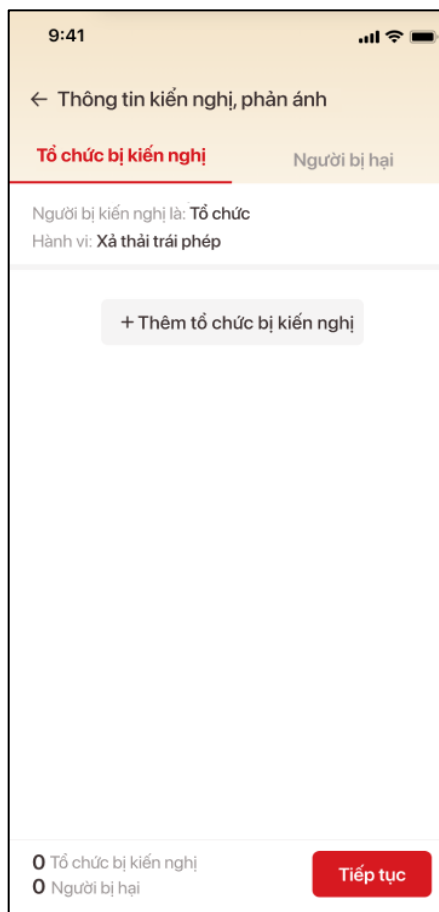 9:41
← Thông tin kiến nghị, phản ánh
Tổ chức bị kiến nghị
Người bị hại
Người bị kiến nghị là: Tổ chức
Hành vi: Xả thải trái phép
+ Thêm tổ chức bị kiến nghị
0 Tổ chức bị kiến nghị
0 Người bị hại
Tiếp tục